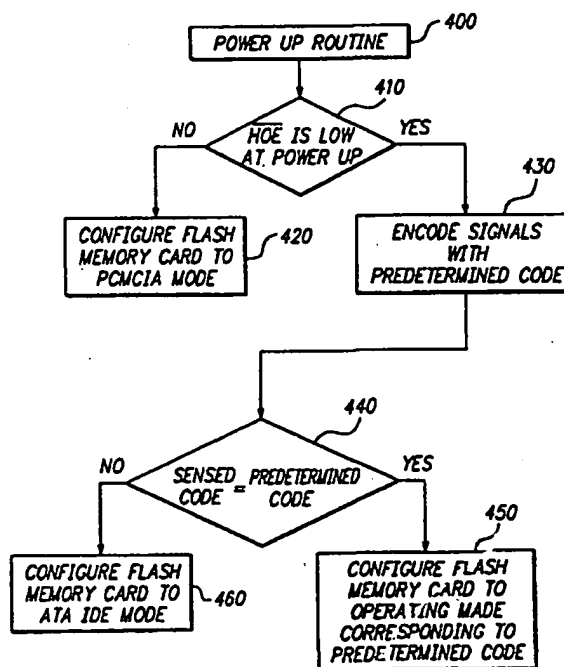 POWER UP ROUTINE
400
410
NO
HOE IS LOW
AT POWER UP
YES
430
CONFIGURE FLASH
MEMORY CARD TO
PCMCIA MODE
420
ENCODE SIGNALS
WITH
PREDETERMINED CODE
440
NO
SENSED = PREDETERMINED
CODE CODE
YES
450
CONFIGURE FLASH
MEMORY CARD TO
ATA IDE MODE
460
CONFIGURE FLASH
MEMORY CARD TO
OPERATING MADE
CORRESPONDING TO
PREDETERMINED CODE